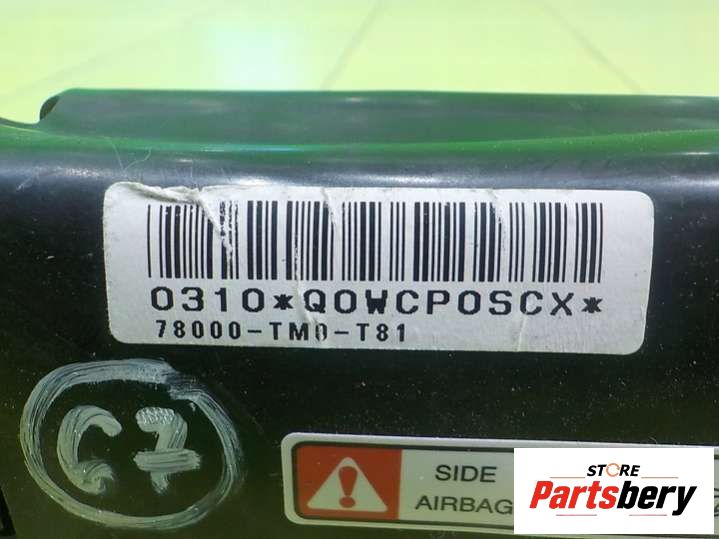 0310*Q0WCP0SCX*
78000-TM0-T81
C7
SIDE
AIRBAG
STORE
Partsbery